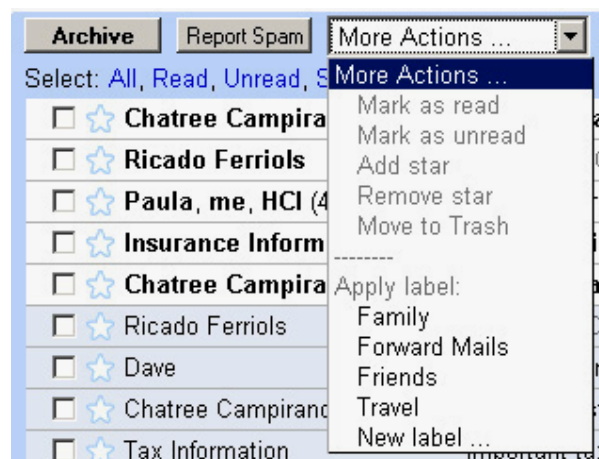 Archive Report Spam More Actions ...
Select: All, Read, Unread, S
More Actions ...
Mark as read
Mark as unread
Add star
Remove star
Move to Trash
--------
Apply label:
Family
Forward Mails
Friends
Travel
New label ...
Chatree Campira
Ricado Ferriols
Paula, me, HCI (4
Insurance Inform
Chatree Campira
Ricado Ferriols
Dave
Chatree Campiranc
Tax Information